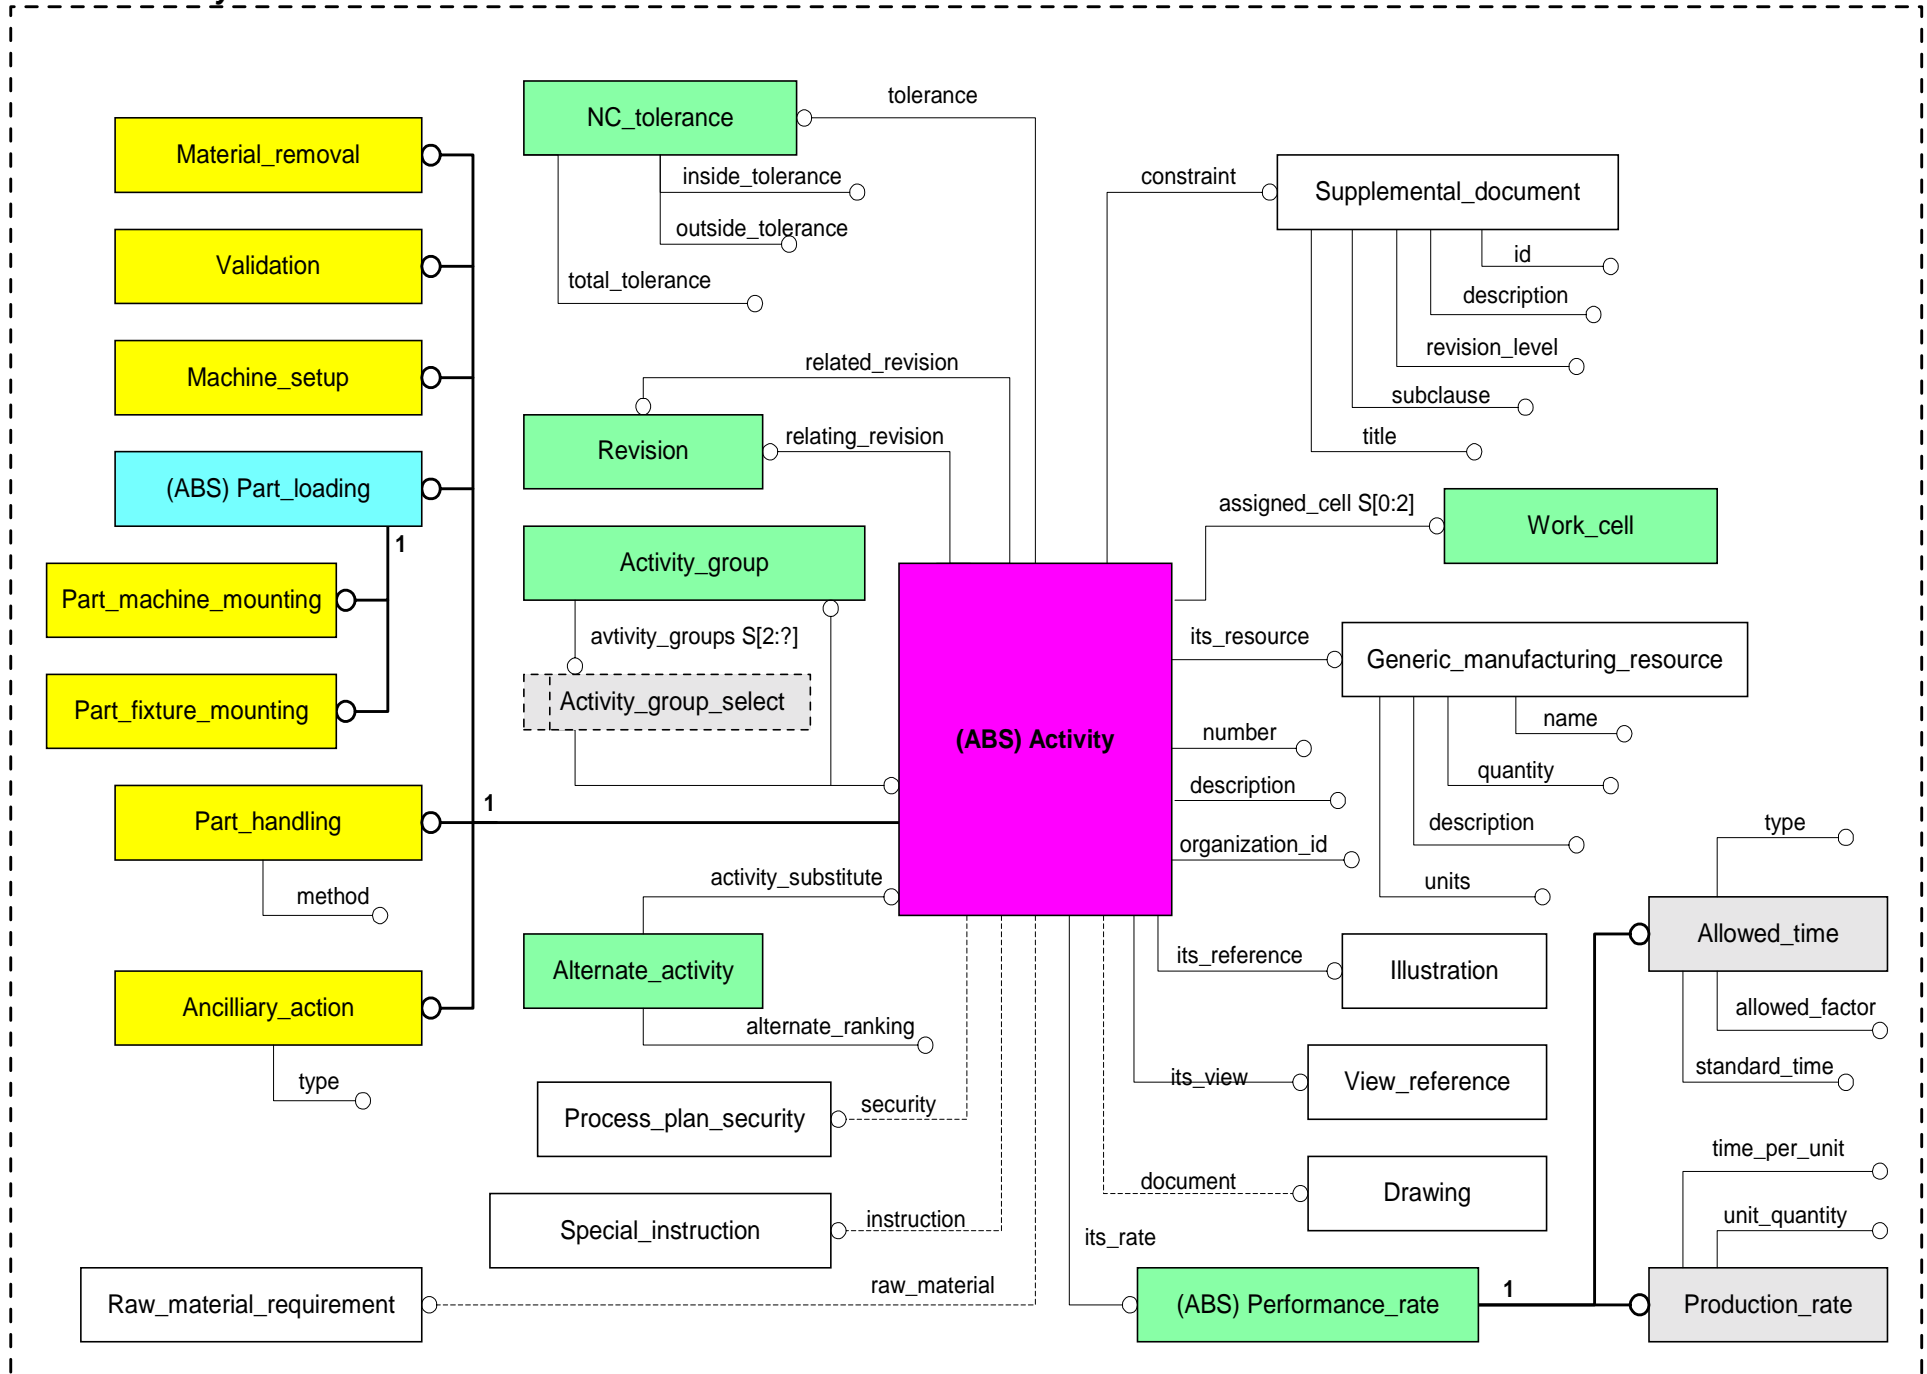 tolerance
NC_tolerance
inside_tolerance
outside_tolerance
total_tolerance
Material_removal
Validation
Machine_setup
(ABS) Part_loading
1
Part_machine_mounting
Part_fixture_mounting
Part_handling
1
method
Ancilliary_action
type
related_revision
Revision
relating_revision
Activity_group
avtivity_groups S[2:?]
Activity_group_select
activity_substitute
Alternate_activity
alternate_ranking
Process_plan_security
security
Special_instruction
instruction
Raw_material_requirement
raw_material
(ABS) Activity
constraint
Supplemental_document
id
description
revision_level
subclause
title
assigned_cell S[0:2]
Work_cell
its_resource
Generic_manufacturing_resource
name
quantity
description
units
number
description
organization_id
its_reference
Illustration
its_view
View_reference
document
Drawing
its_rate
(ABS) Performance_rate
1
type
Allowed_time
allowed_factor
standard_time
time_per_unit
unit_quantity
Production_rate